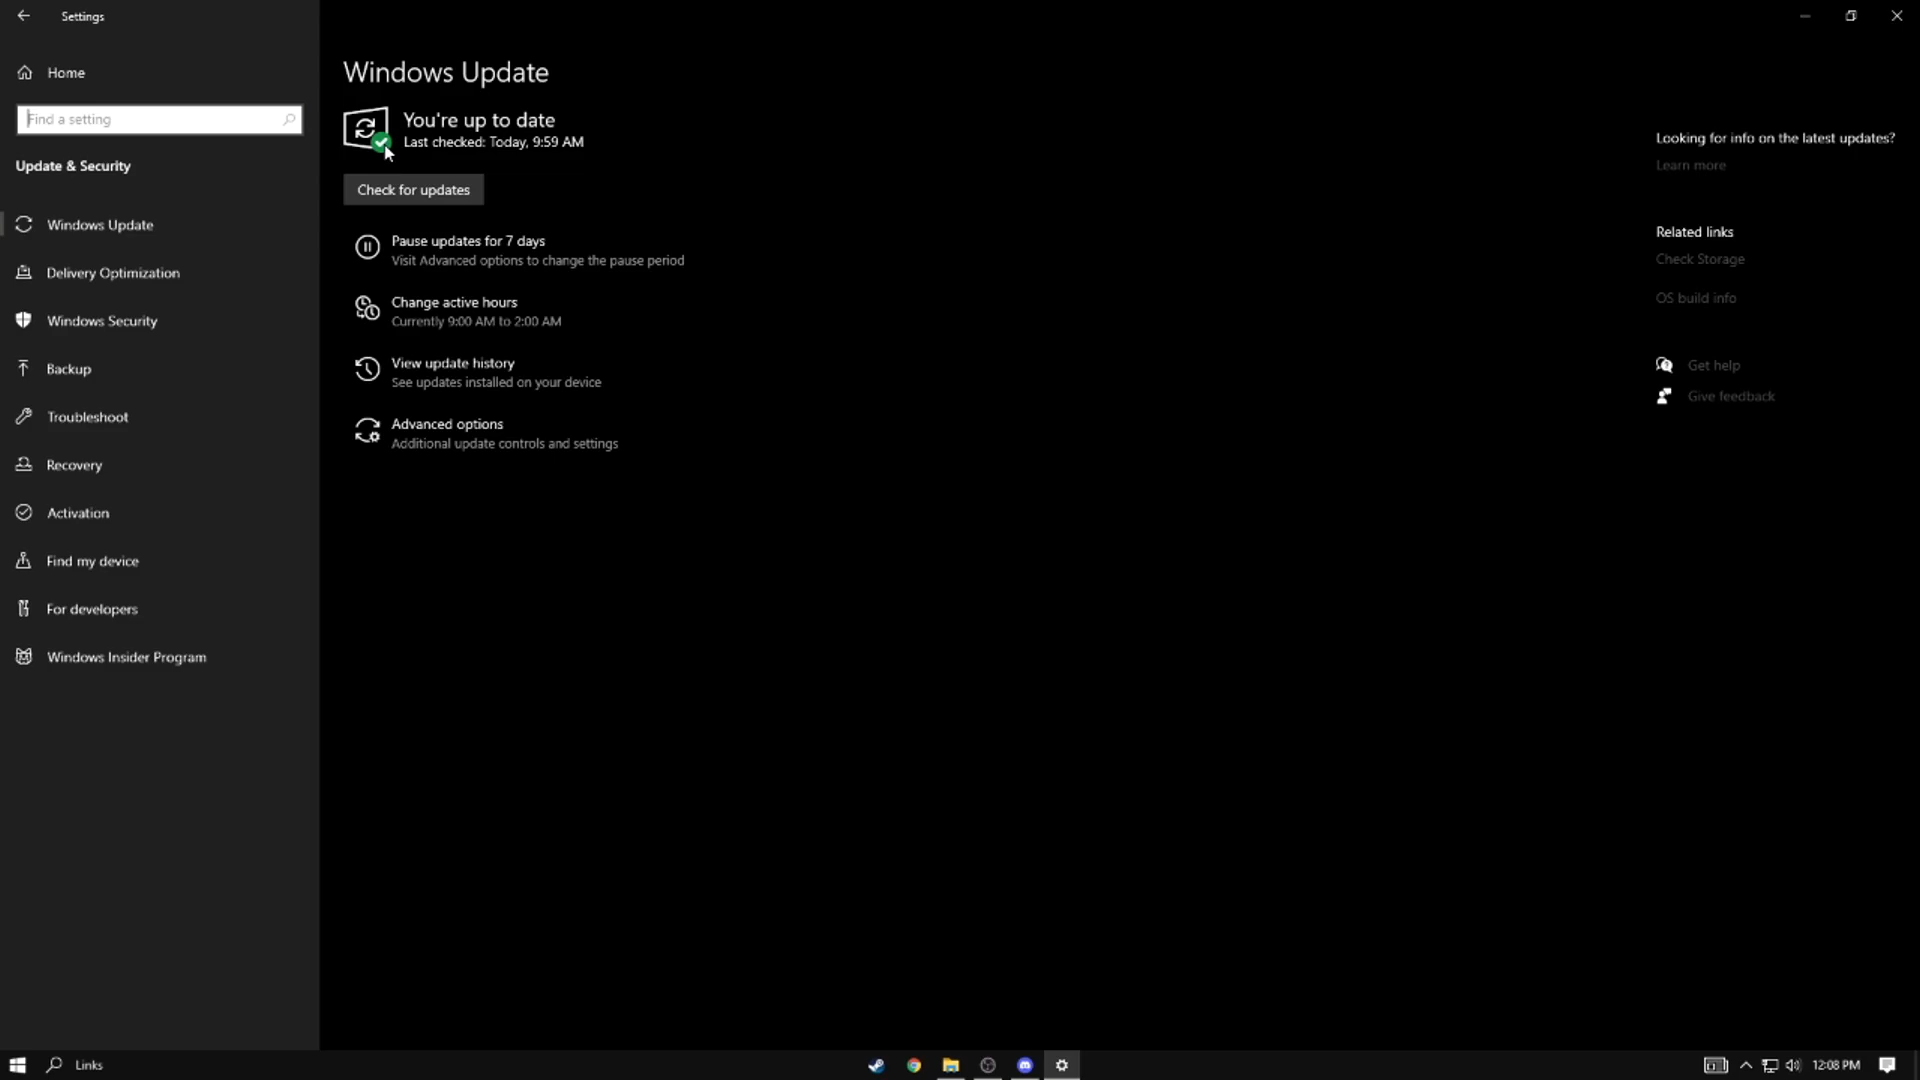 Settings
Home
Find a setting
Update & Security
Windows Update
Delivery Optimization
Windows Security
Backup
Troubleshoot
Recovery
Activation
Find my device
For developers
Windows Insider Program
Windows Update
You're up to date
Last checked: Today, 9:59 AM
Check for updates
Pause updates for 7 days
Visit Advanced options to change the pause period
Change active hours
Currently 9:00 AM to 2:00 AM
View update history
See updates installed on your device
Advanced options
Additional update controls and settings
Looking for info on the latest updates?
Learn more
Related links
Check Storage
OS build info
Get help
Give feedback
Links
12:08 PM